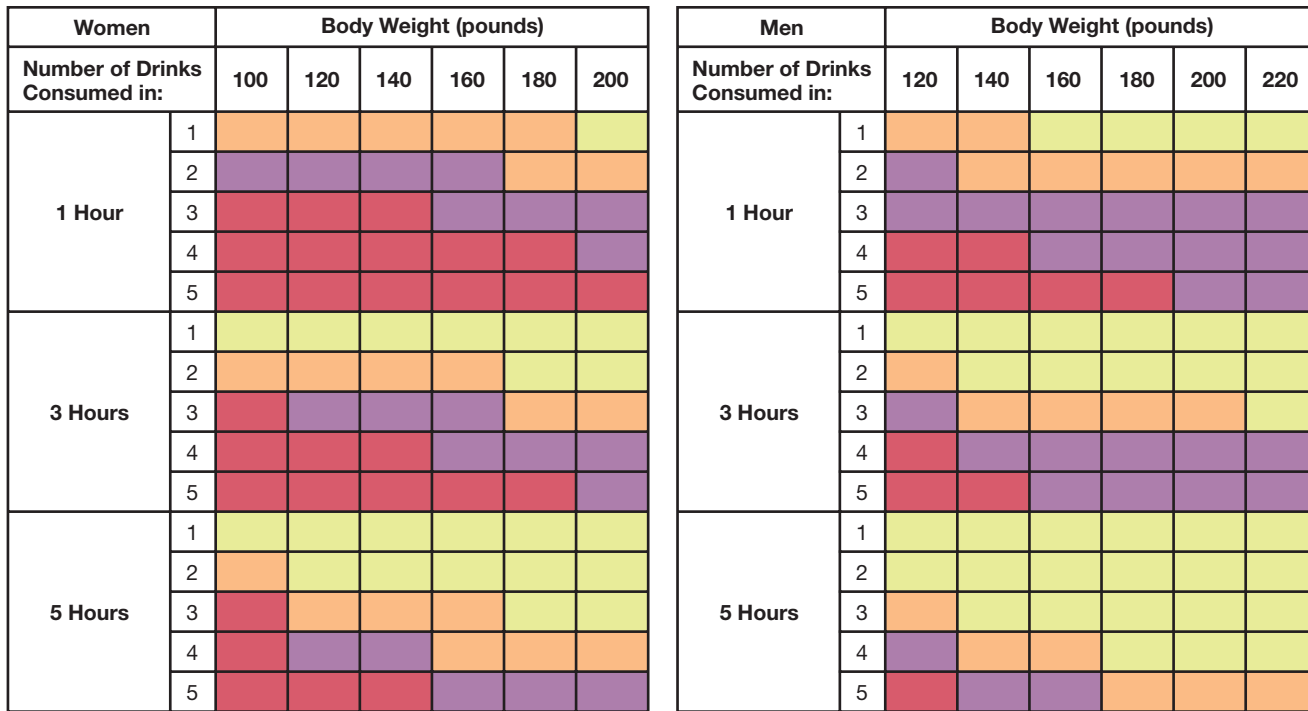 Women Body Weight (pounds)
Number of Drinks
Consumed in: 100 120 140 160 180 200
1 Hour
1
2
3
4
5
3 Hours
1
2
3
4
5
5 Hours
1
2
3
4
5
Men Body Weight (pounds)
Number of Drinks
Consumed in: 120 140 160 180 200 220
1 Hour
1
2
3
4
5
3 Hours
1
2
3
4
5
5 Hours
1
2
3
4
5